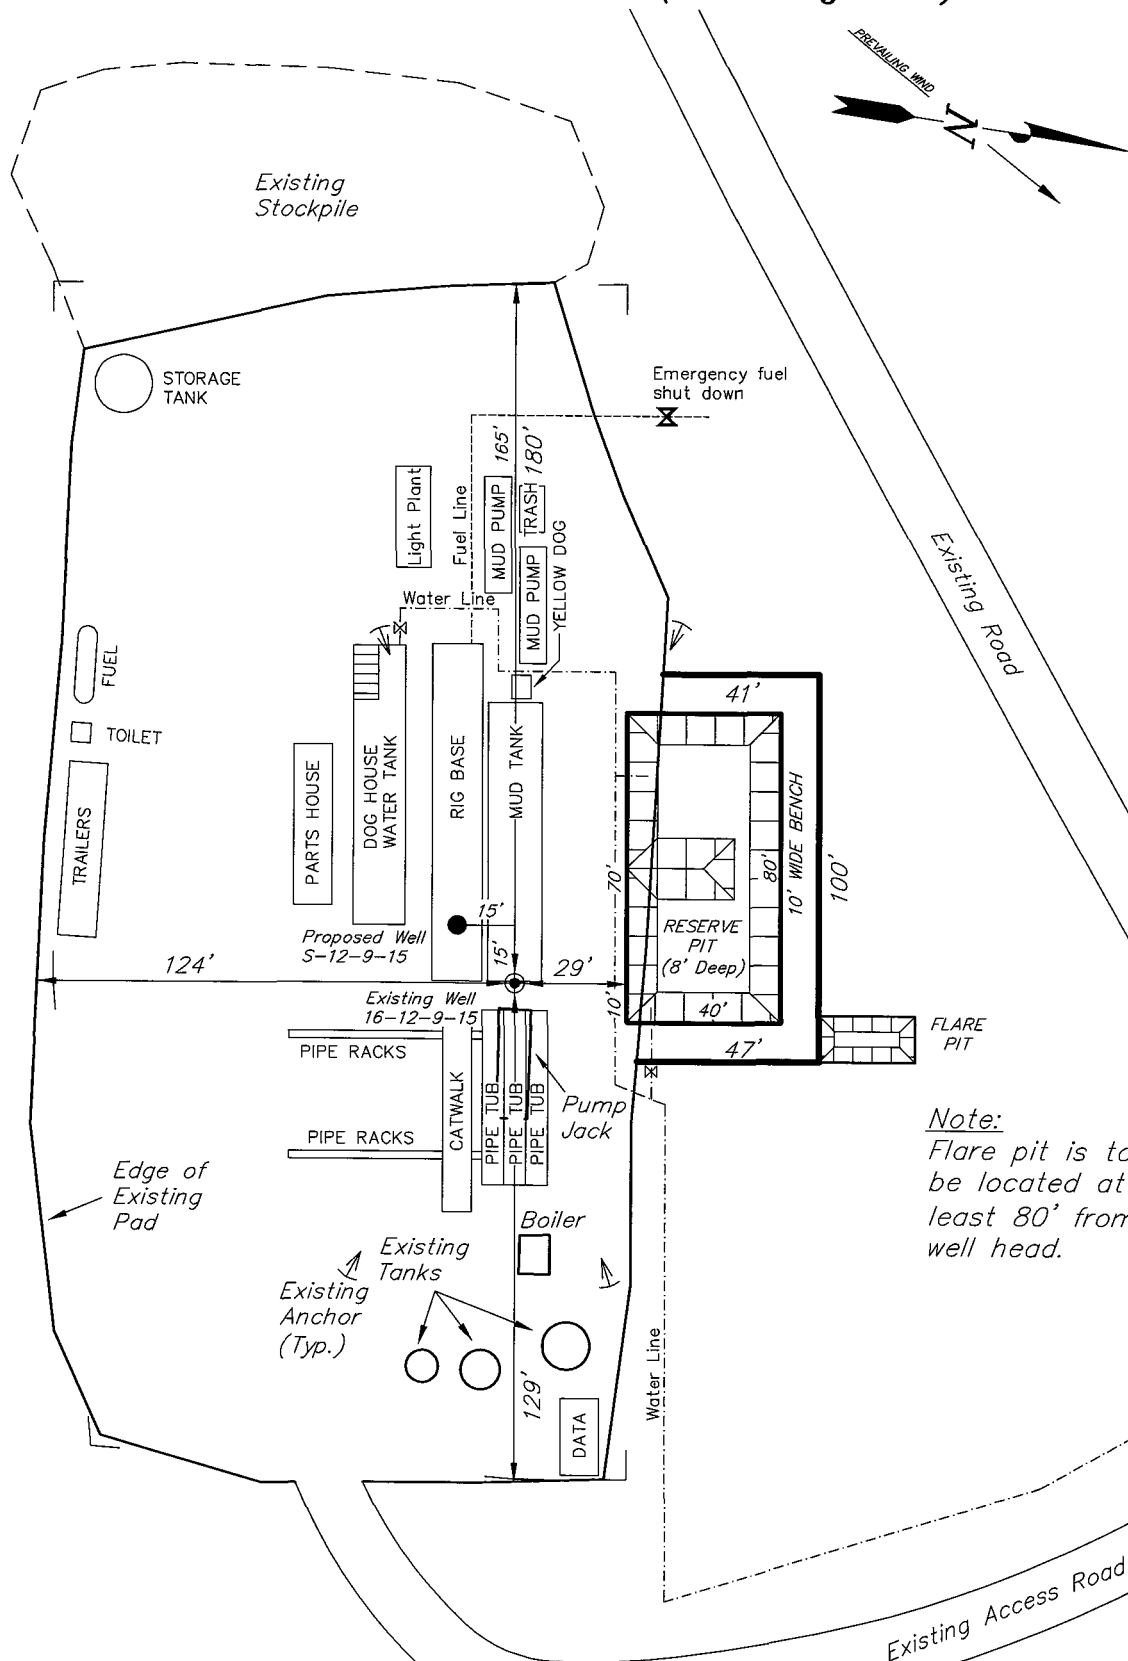 PREVAILING WIND
N
Existing
Stockpile
STORAGE
TANK
Emergency fuel
shut down
165'
180'
Light Plant
Fuel Line
MUD PUMP
TRASH
MUD PUMP
YELLOW DOG
Water Line
Existing Road
FUEL
TOILET
TRAILERS
PARTS HOUSE
DOG HOUSE
WATER TANK
RIG BASE
MUD TANK
41'
70'
80'
10' WIDE BENCH
100'
RESERVE
PIT
(8' Deep)
40'
10'
15'
15'
Proposed Well
S-12-9-15
124'
29'
Existing Well
16-12-9-15
47'
FLARE
PIT
PIPE RACKS
CATWALK
PIPE TUB
PIPE TUB
PIPE TUB
Pump
Jack
PIPE RACKS
Note:
Flare pit is to
be located at
least 80' from
well head.
Edge of
Existing
Pad
Boiler
Existing
Tanks
Existing
Anchor
(Typ.)
129'
DATA
Water Line
Existing Access Road